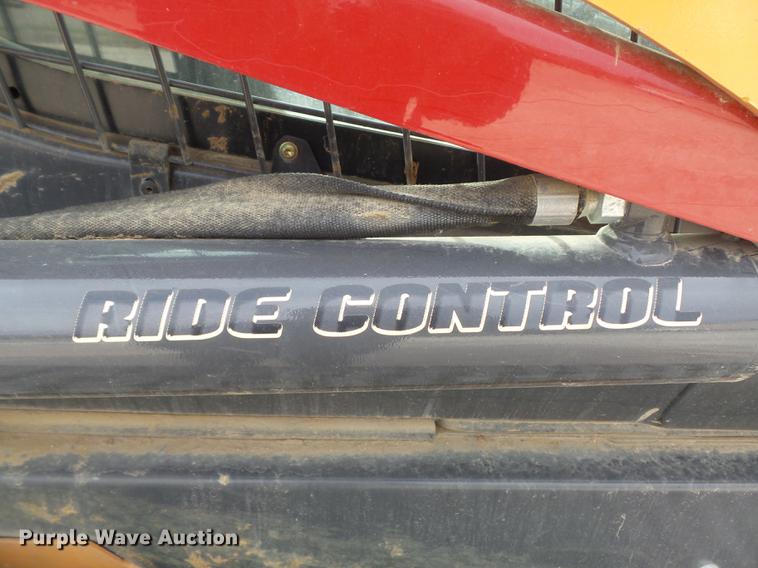 RIDE CONTROL
Purple Wave Auction